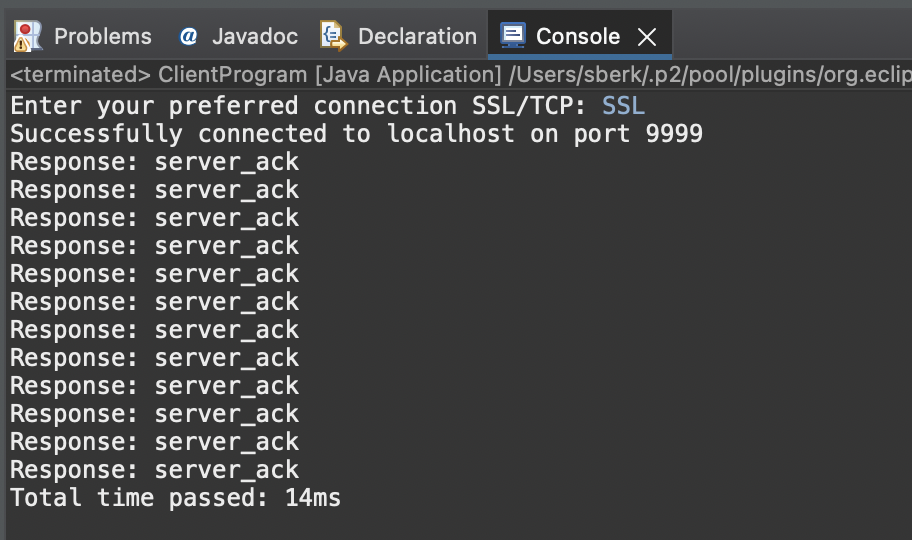 Problems @ Javadoc Declaration Console
<terminated> ClientProgram [Java Application] /Users/sberk/.p2/pool/plugins/org.eclip
Enter your preferred connection SSL/TCP: SSL
Successfully connected to localhost on port 9999
Response: server_ack
Response: server_ack
Response: server_ack
Response: server_ack
Response: server_ack
Response: server_ack
Response: server_ack
Response: server_ack
Response: server_ack
Response: server_ack
Response: server_ack
Response: server_ack
Total time passed: 14ms